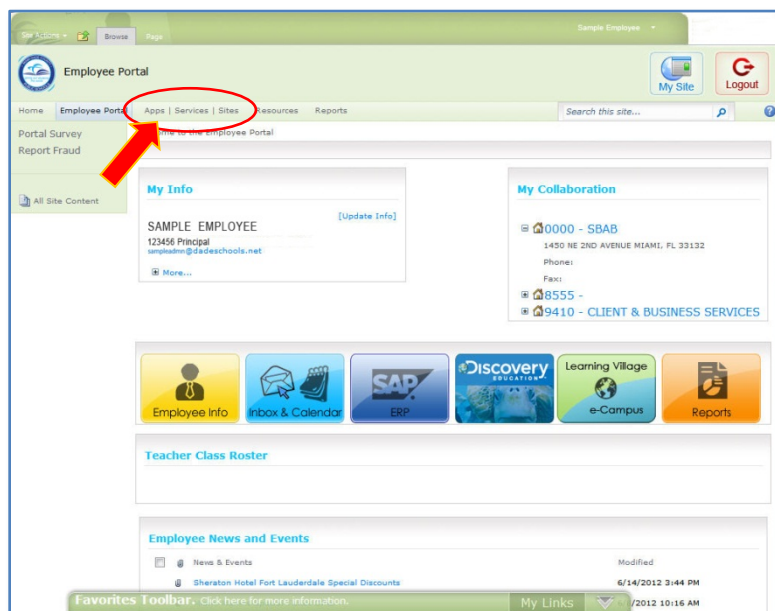 Site Actions
Browse
Page
Sample Employee
Employee Portal
My Site
Logout
Home
Employee Portal
Apps | Services | Sites
Resources
Reports
Search this site...
Portal Survey
Report Fraud
All Site Content
to the Employee Portal
My Info
[Update Info]
SAMPLE EMPLOYEE
123456 Principal
sampleadmn@dadeschools.net
More...
My Collaboration
0000 - SBAB
1450 NE 2ND AVENUE MIAMI, FL 33132
Phone:
Fax:
8555 -
9410 - CLIENT & BUSINESS SERVICES
Employee Info
Inbox & Calendar
SAP
ERP
Discovery
EDUCATION
Learning Village
e-Campus
Reports
Teacher Class Roster
Employee News and Events
News & Events
Modified
Sheraton Hotel Fort Lauderdale Special Discounts
6/14/2012 3:44 PM
Favorites Toolbar. Click here for more information.
My Links
/2012 10:16 AM